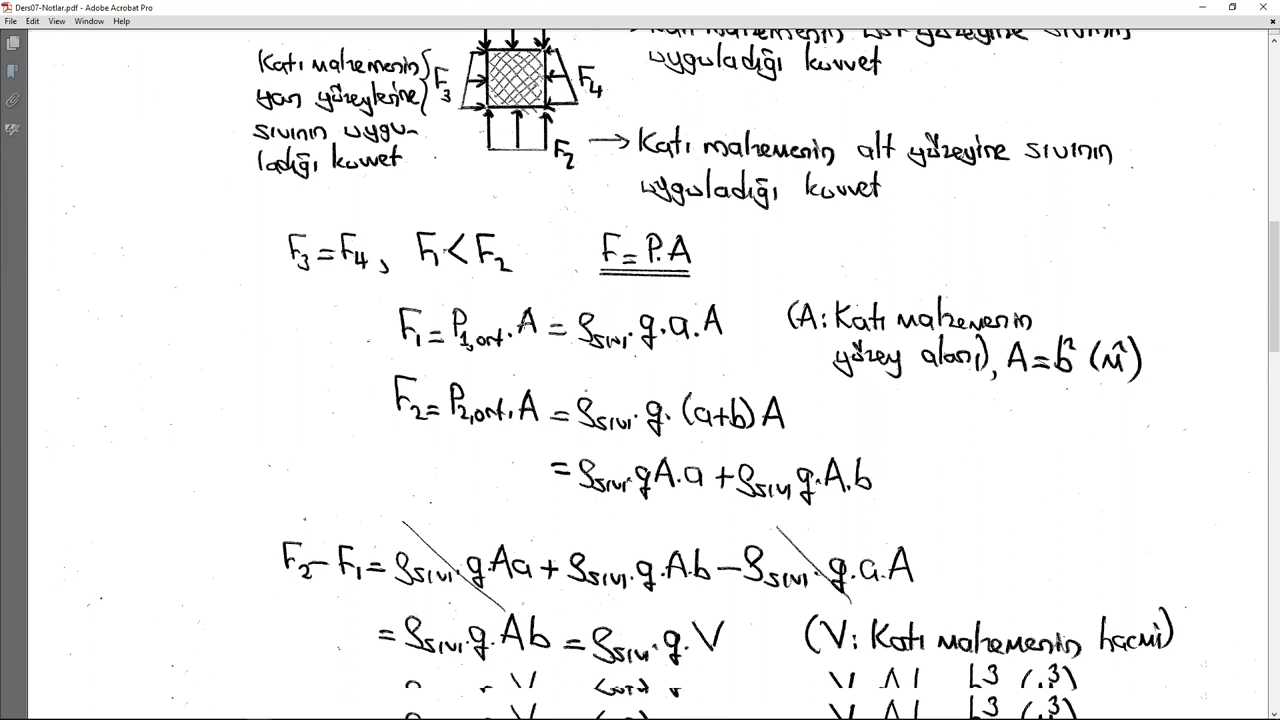 Ders07-Notlar.pdf - Adobe Acrobat Pro
File Edit View Window Help
uyguladığı kuvvet
Katı malzemenin
yan yüzeylerine
sıvının uygu-
ladığı kuvvet
F₃
F₄
F₂ → Katı malzemenin alt yüzeyine sıvının
uyguladığı kuvvet
F₃ = F₄, F₁ < F₂ F = P.A
F₁ = P₁,ort. A = ρsıvı. g. a. A (A: Katı malzemenin
yüzey alanı), A = b² (m²)
F₂ = P₂,ort. A = ρsıvı. g. (a+b) A
= ρsıvı. gA.a + ρsıvı g.A.b
F₂ - F₁ = ρsıvı. g.Aa + ρsıvı. g.A.b - ρsıvı. g.a.A
= ρsıvı. g. Ab = ρsıvı. g. V (V: Katı malzemenin hacmi)